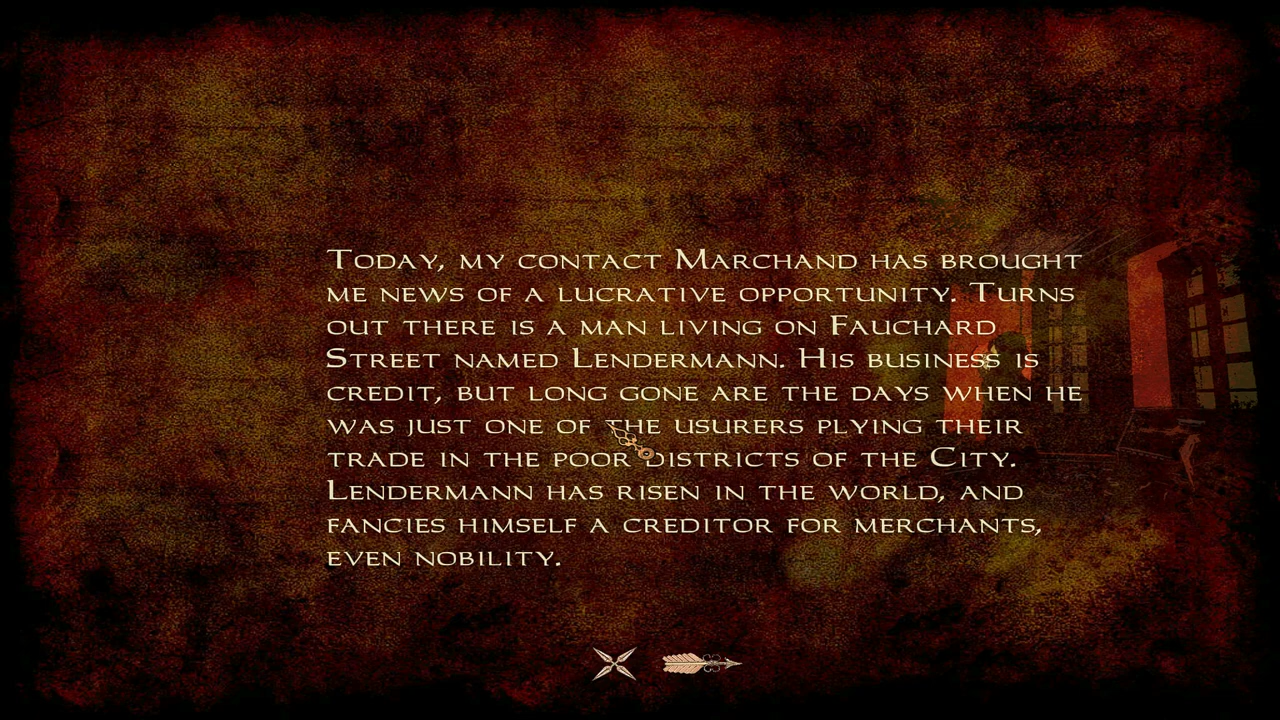 Today, my contact Marchand has brought
me news of a lucrative opportunity. Turns
out there is a man living on Fauchard
Street named Lendermann. His business is
credit, but long gone are the days when he
was just one of the usurers plying their
trade in the poor districts of the City.
Lendermann has risen in the world, and
fancies himself a creditor for merchants,
even nobility.